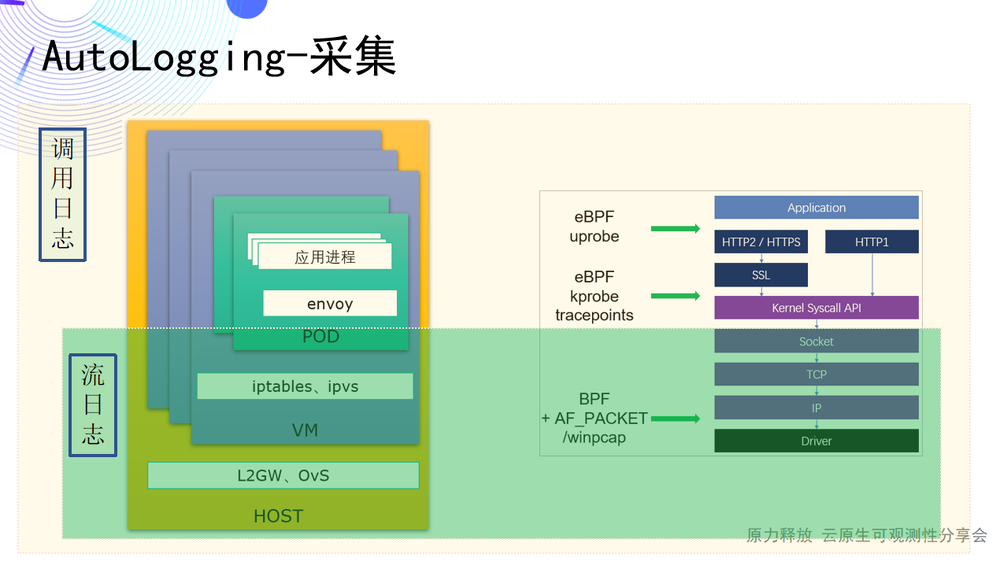 AutoLogging-采集
调用日志
流日志
应用进程
envoy
POD
iptables、ipvs
VM
L2GW、OvS
HOST
eBPF
uprobe
eBPF
kprobe
tracepoints
BPF
+ AF_PACKET
/winpcap
Application
HTTP2 / HTTPS
HTTP1
SSL
Kernel Syscall API
Socket
TCP
IP
Driver
原力释放 云原生可观测性分享会